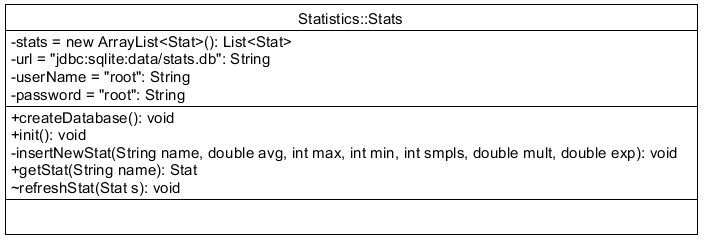 Statistics::Stats
-stats = new ArrayList<Stat>(): List<Stat>
-url = "jdbc:sqlite:data/stats.db": String
-userName = "root": String
-password = "root": String
+createDatabase(): void
+init(): void
-insertNewStat(String name, double avg, int max, int min, int smpls, double mult, double exp): void
+getStat(String name): Stat
~refreshStat(Stat s): void